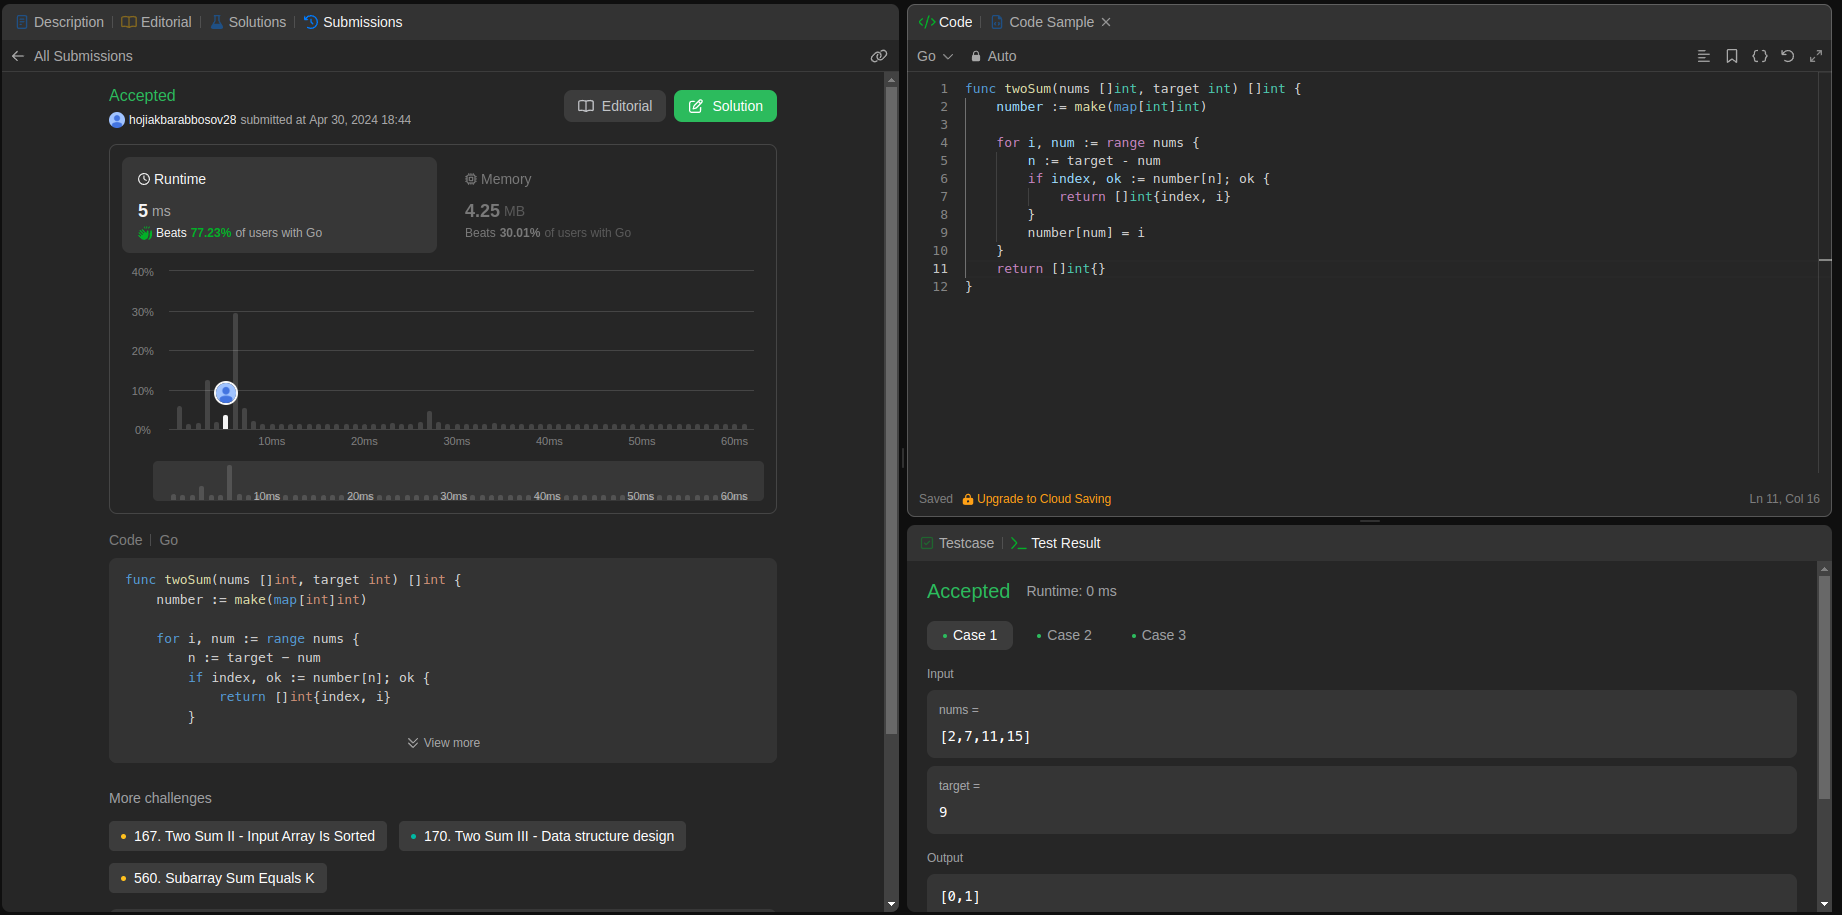 Description
Editorial
Solutions
Submissions
All Submissions
Accepted
hojiakbarabbosov28 submitted at Apr 30, 2024 18:44
Editorial
Solution
Runtime
5 ms
Beats 77.23% of users with Go
Memory
4.25 MB
Beats 30.01% of users with Go
40%
30%
20%
10%
0%
10ms 20ms 30ms 40ms 50ms 60ms
10ms 20ms 30ms 40ms 50ms 60ms
Code | Go
func twoSum(nums []int, target int) []int {
    number := make(map[int]int)
    for i, num := range nums {
        n := target - num
        if index, ok := number[n]; ok {
            return []int{index, i}
        }
View more
More challenges
167. Two Sum II - Input Array Is Sorted
170. Two Sum III - Data structure design
560. Subarray Sum Equals K
</> Code
Code Sample
Go
Auto
1 func twoSum(nums []int, target int) []int {
2     number := make(map[int]int)
3
4     for i, num := range nums {
5         n := target - num
6         if index, ok := number[n]; ok {
7             return []int{index, i}
8         }
9         number[num] = i
10     }
11     return []int{}
12 }
Saved
Upgrade to Cloud Saving
Ln 11, Col 16
Testcase
Test Result
Accepted
Runtime: 0 ms
Case 1
Case 2
Case 3
Input
nums =
[2,7,11,15]
target =
9
Output
[0,1]